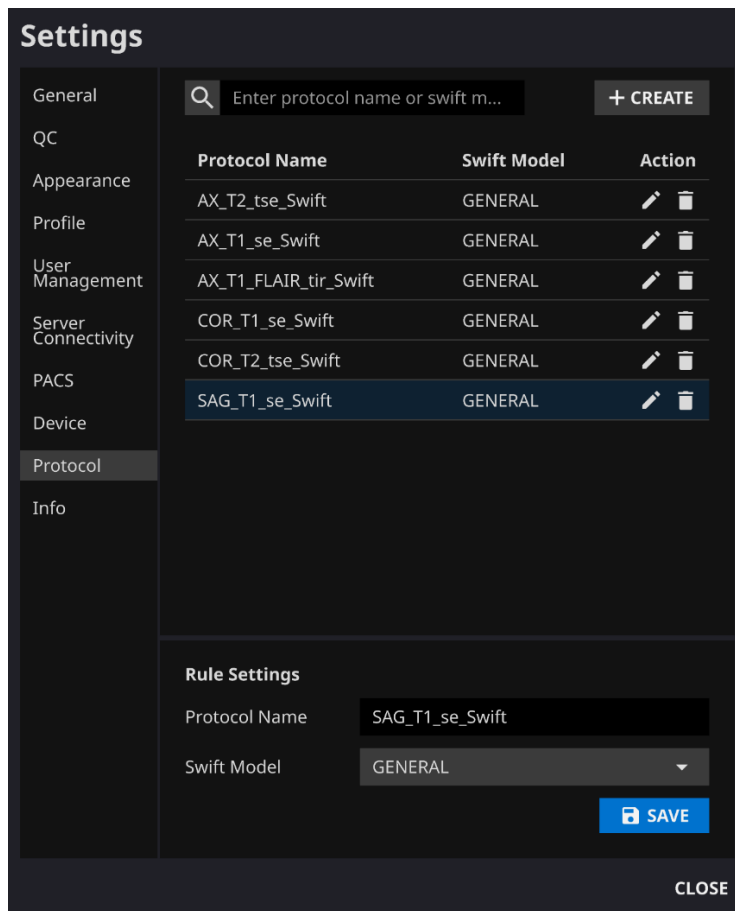 Settings
General
QC
Appearance
Profile
User
Management
Server
Connectivity
PACS
Device
Protocol
Info
Enter protocol name or swift m...
+ CREATE
Protocol Name Swift Model Action
AX_T2_tse_Swift GENERAL
AX_T1_se_Swift GENERAL
AX_T1_FLAIR_tir_Swift GENERAL
COR_T1_se_Swift GENERAL
COR_T2_tse_Swift GENERAL
SAG_T1_se_Swift GENERAL
Rule Settings
Protocol Name SAG_T1_se_Swift
Swift Model GENERAL
SAVE
CLOSE